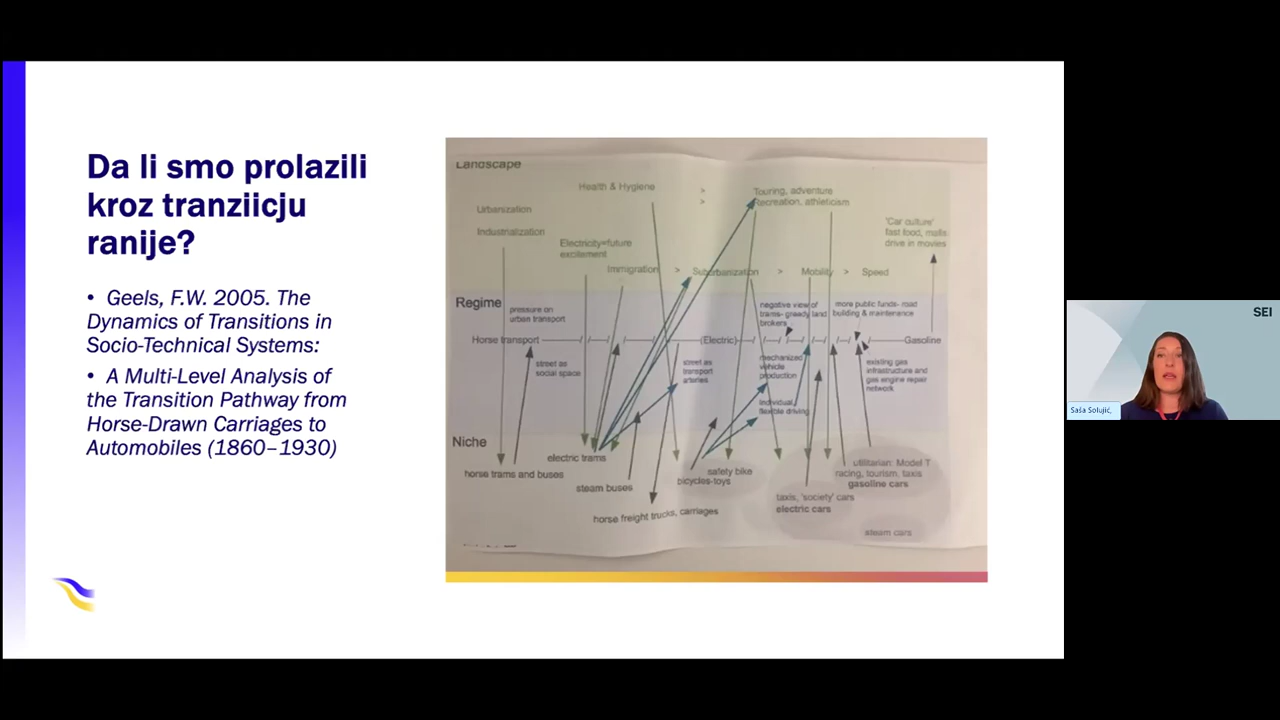 Da li smo prolazili
kroz tranziicju
ranije?
• Geels, F.W. 2005. The
Dynamics of Transitions in
Socio-Technical Systems:
• A Multi-Level Analysis of
the Transition Pathway from
Horse-Drawn Carriages to
Automobiles (1860–1930)
Landscape
Health & Hygiene
>
>
Touring, adventure
Recreation, athleticism
Urbanization
Industrialization
'Car culture'
fast food, malls
drive in movies
Electricity=future
excitement
Immigration > Suburbanization > Mobility > Speed
Regime
pressure on
urban transport
negative view of
trams- greedy land
brokers
more public funds- road
building & maintenance
Horse transport (Electric) Gasoline
street as
social space
street as
transport
arteries
mechanized
vehicle
production
existing gas
infrastructure and
gas engine repair
network
individual,
flexible driving
Niche
electric trams
horse trams and buses
steam buses
safety bike
bicycles-toys
utilitarian: Model T
racing, tourism, taxis
gasoline cars
taxis, 'society' cars
electric cars
horse freight trucks, carriages
steam cars
SEI
Saša Solujić,